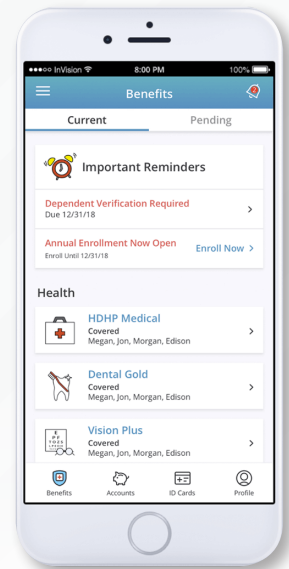 InVision 8:00 PM 100%
Benefits
2
Current Pending
Important Reminders
Dependent Verification Required
Due 12/31/18
Annual Enrollment Now Open
Enroll Until 12/31/18
Enroll Now >
Health
HDHP Medical
Covered
Megan, Jon, Morgan, Edison
Dental Gold
Covered
Megan, Jon, Morgan, Edison
Vision Plus
Covered
Megan, Jon, Morgan, Edison
E
F P
TOZ
Benefits Accounts ID Cards Profile